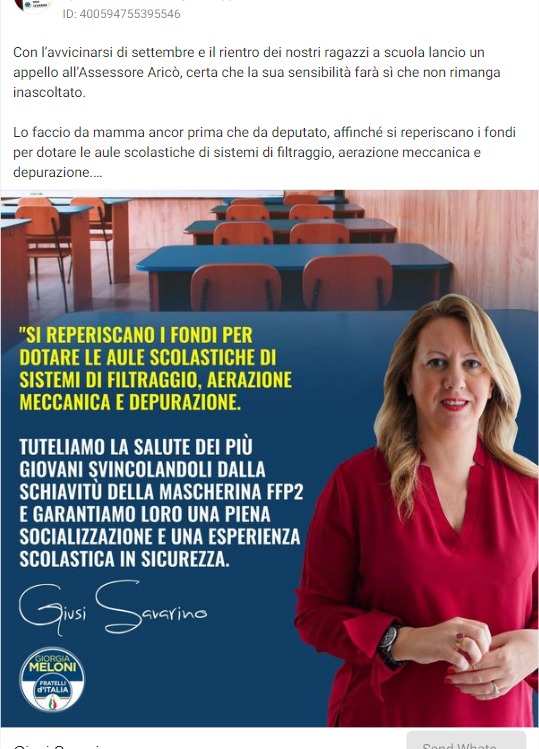 ID: 400594755395546
Con l'avvicinarsi di settembre e il rientro dei nostri ragazzi a scuola lancio un
appello all'Assessore Aricò, certa che la sua sensibilità farà sì che non rimanga
inascoltato.
Lo faccio da mamma ancor prima che da deputato, affinché si reperiscano i fondi
per dotare le aule scolastiche di sistemi di filtraggio, aerazione meccanica e
depurazione....
"SI REPERISCANO I FONDI PER
DOTARE LE AULE SCOLASTICHE DI
SISTEMI DI FILTRAGGIO, AERAZIONE
MECCANICA E DEPURAZIONE.
TUTELIAMO LA SALUTE DEI PIÙ
GIOVANI SVINCOLANDOLI DALLA
SCHIAVITÙ DELLA MASCHERINA FFP2
E GARANTIAMO LORO UNA PIENA
SOCIALIZZAZIONE E UNA ESPERIENZA
SCOLASTICA IN SICUREZZA.
Giusi Savarino
GIORGIA
MELONI
FRATELLI
d'ITALIA